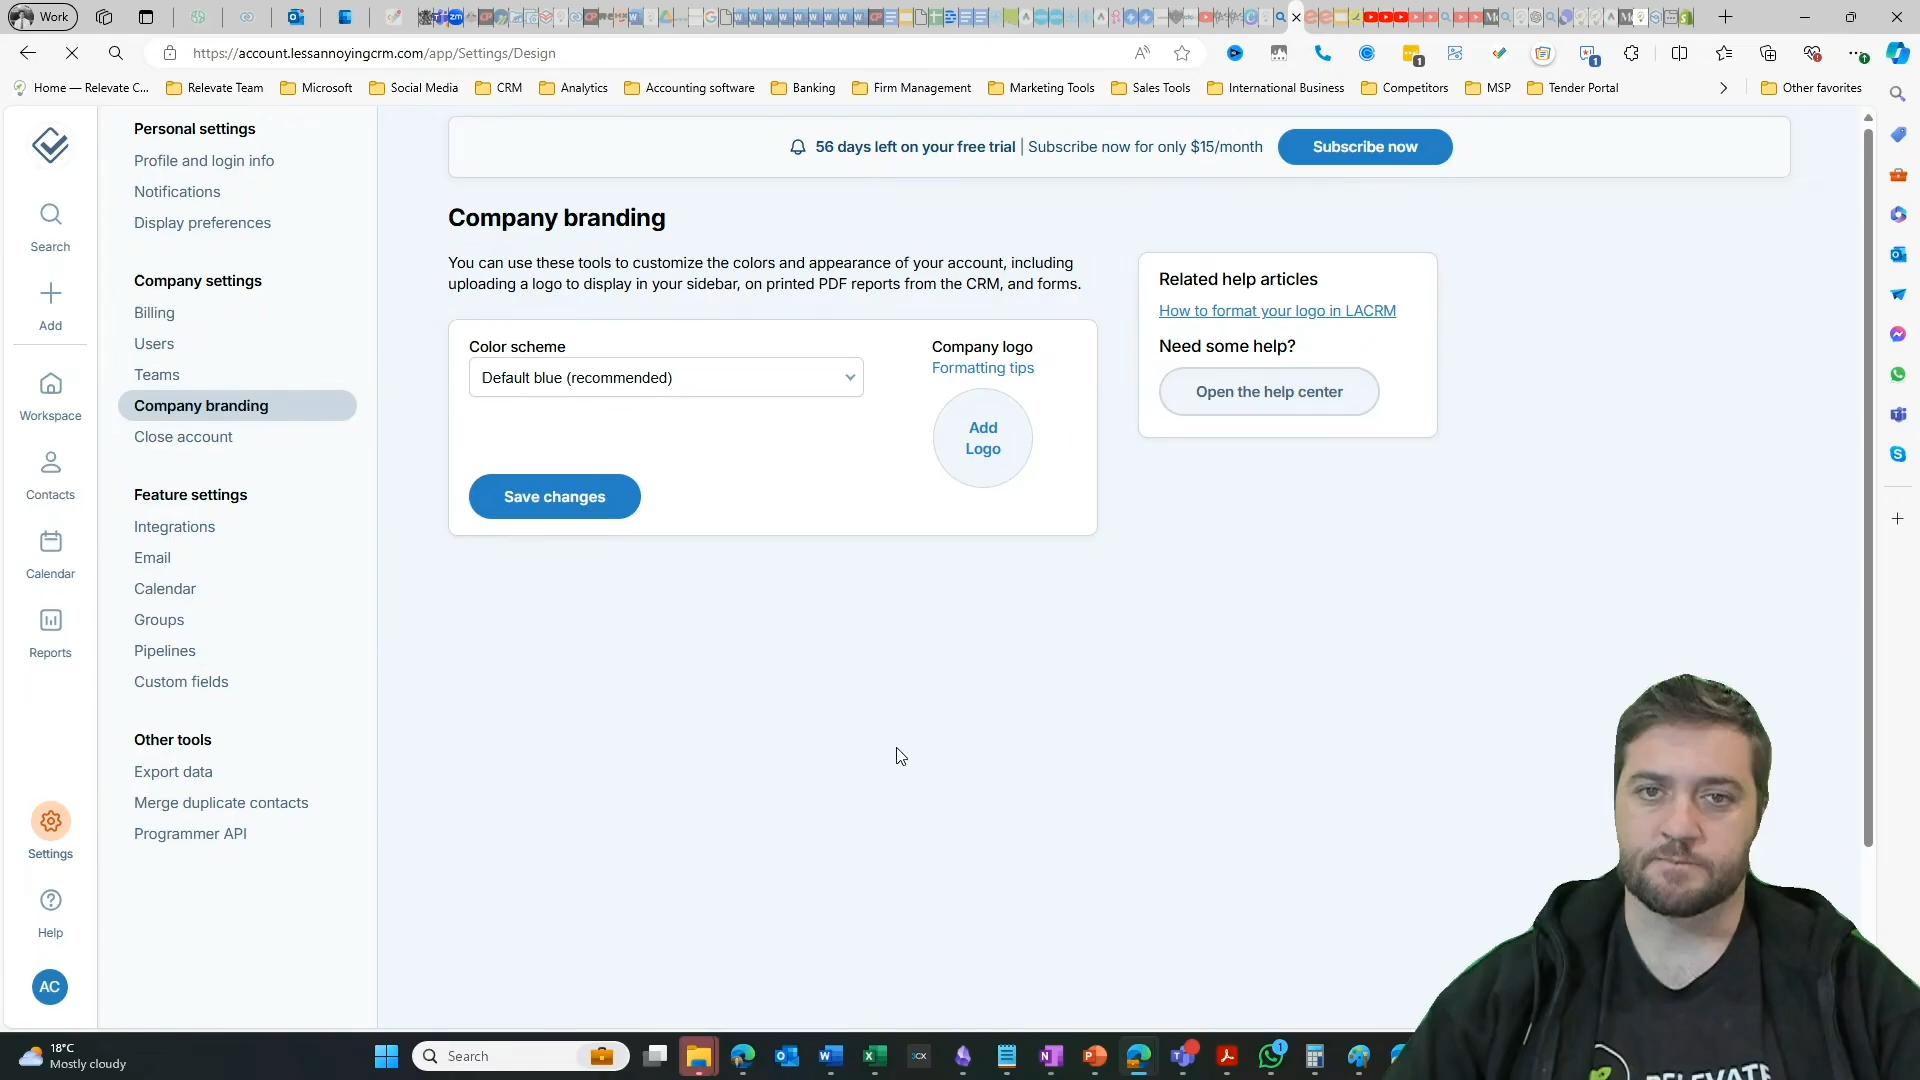 Work
https://account.lessannoyingcrm.com/app/Settings/Design
Home — Relevate C...
Relevate Team
Microsoft
Social Media
CRM
Analytics
Accounting software
Banking
Firm Management
Marketing Tools
Sales Tools
International Business
Competitors
MSP
Tender Portal
Other favorites
Search
Add
Workspace
Contacts
Calendar
Reports
Settings
Help
AC
Personal settings
Profile and login info
Notifications
Display preferences
Company settings
Billing
Users
Teams
Company branding
Close account
Feature settings
Integrations
Email
Calendar
Groups
Pipelines
Custom fields
Other tools
Export data
Merge duplicate contacts
Programmer API
56 days left on your free trial | Subscribe now for only $15/month
Subscribe now
Company branding
You can use these tools to customize the colors and appearance of your account, including
uploading a logo to display in your sidebar, on printed PDF reports from the CRM, and forms.
Color scheme
Default blue (recommended)
Save changes
Company logo
Formatting tips
Add
Logo
Related help articles
How to format your logo in LACRM
Need some help?
Open the help center
18°C
Mostly cloudy
Search
RELEVATE